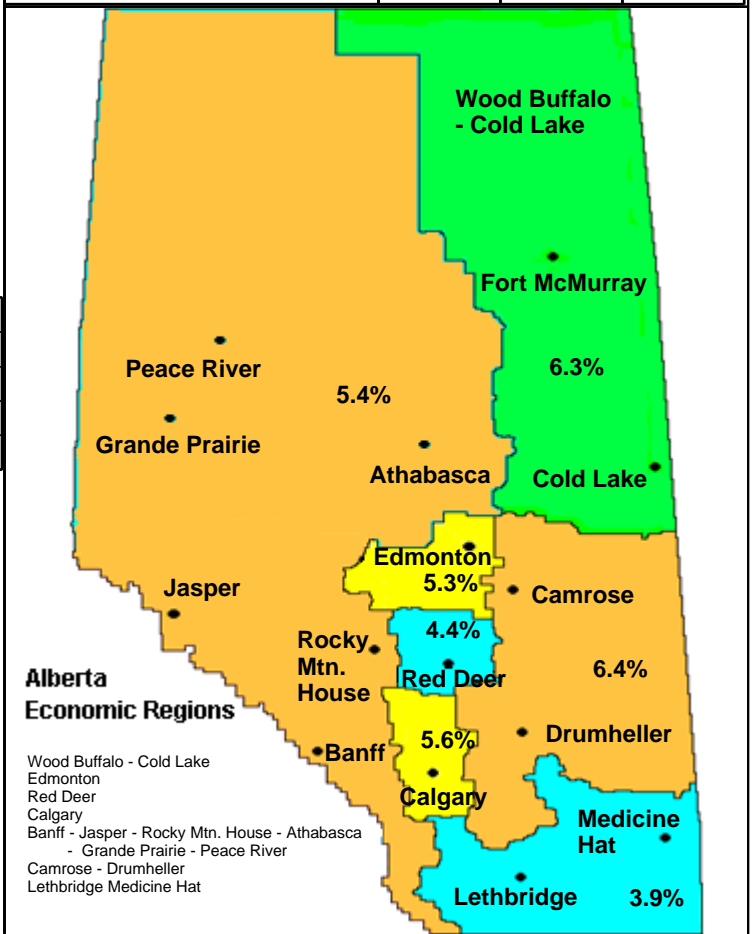 Wood Buffalo
- Cold Lake
Fort McMurray
Peace River
6.3%
5.4%
Grande Prairie
Athabasca
Cold Lake
Edmonton
5.3%
Jasper
Camrose
4.4%
Rocky
Mtn.
House
Red Deer
6.4%
Alberta
Economic Regions
Drumheller
5.6%
Banff
Calgary
Wood Buffalo - Cold Lake
Edmonton
Red Deer
Calgary
Banff - Jasper - Rocky Mtn. House - Athabasca
- Grande Prairie - Peace River
Camrose - Drumheller
Lethbridge Medicine Hat
Medicine
Hat
Lethbridge
3.9%